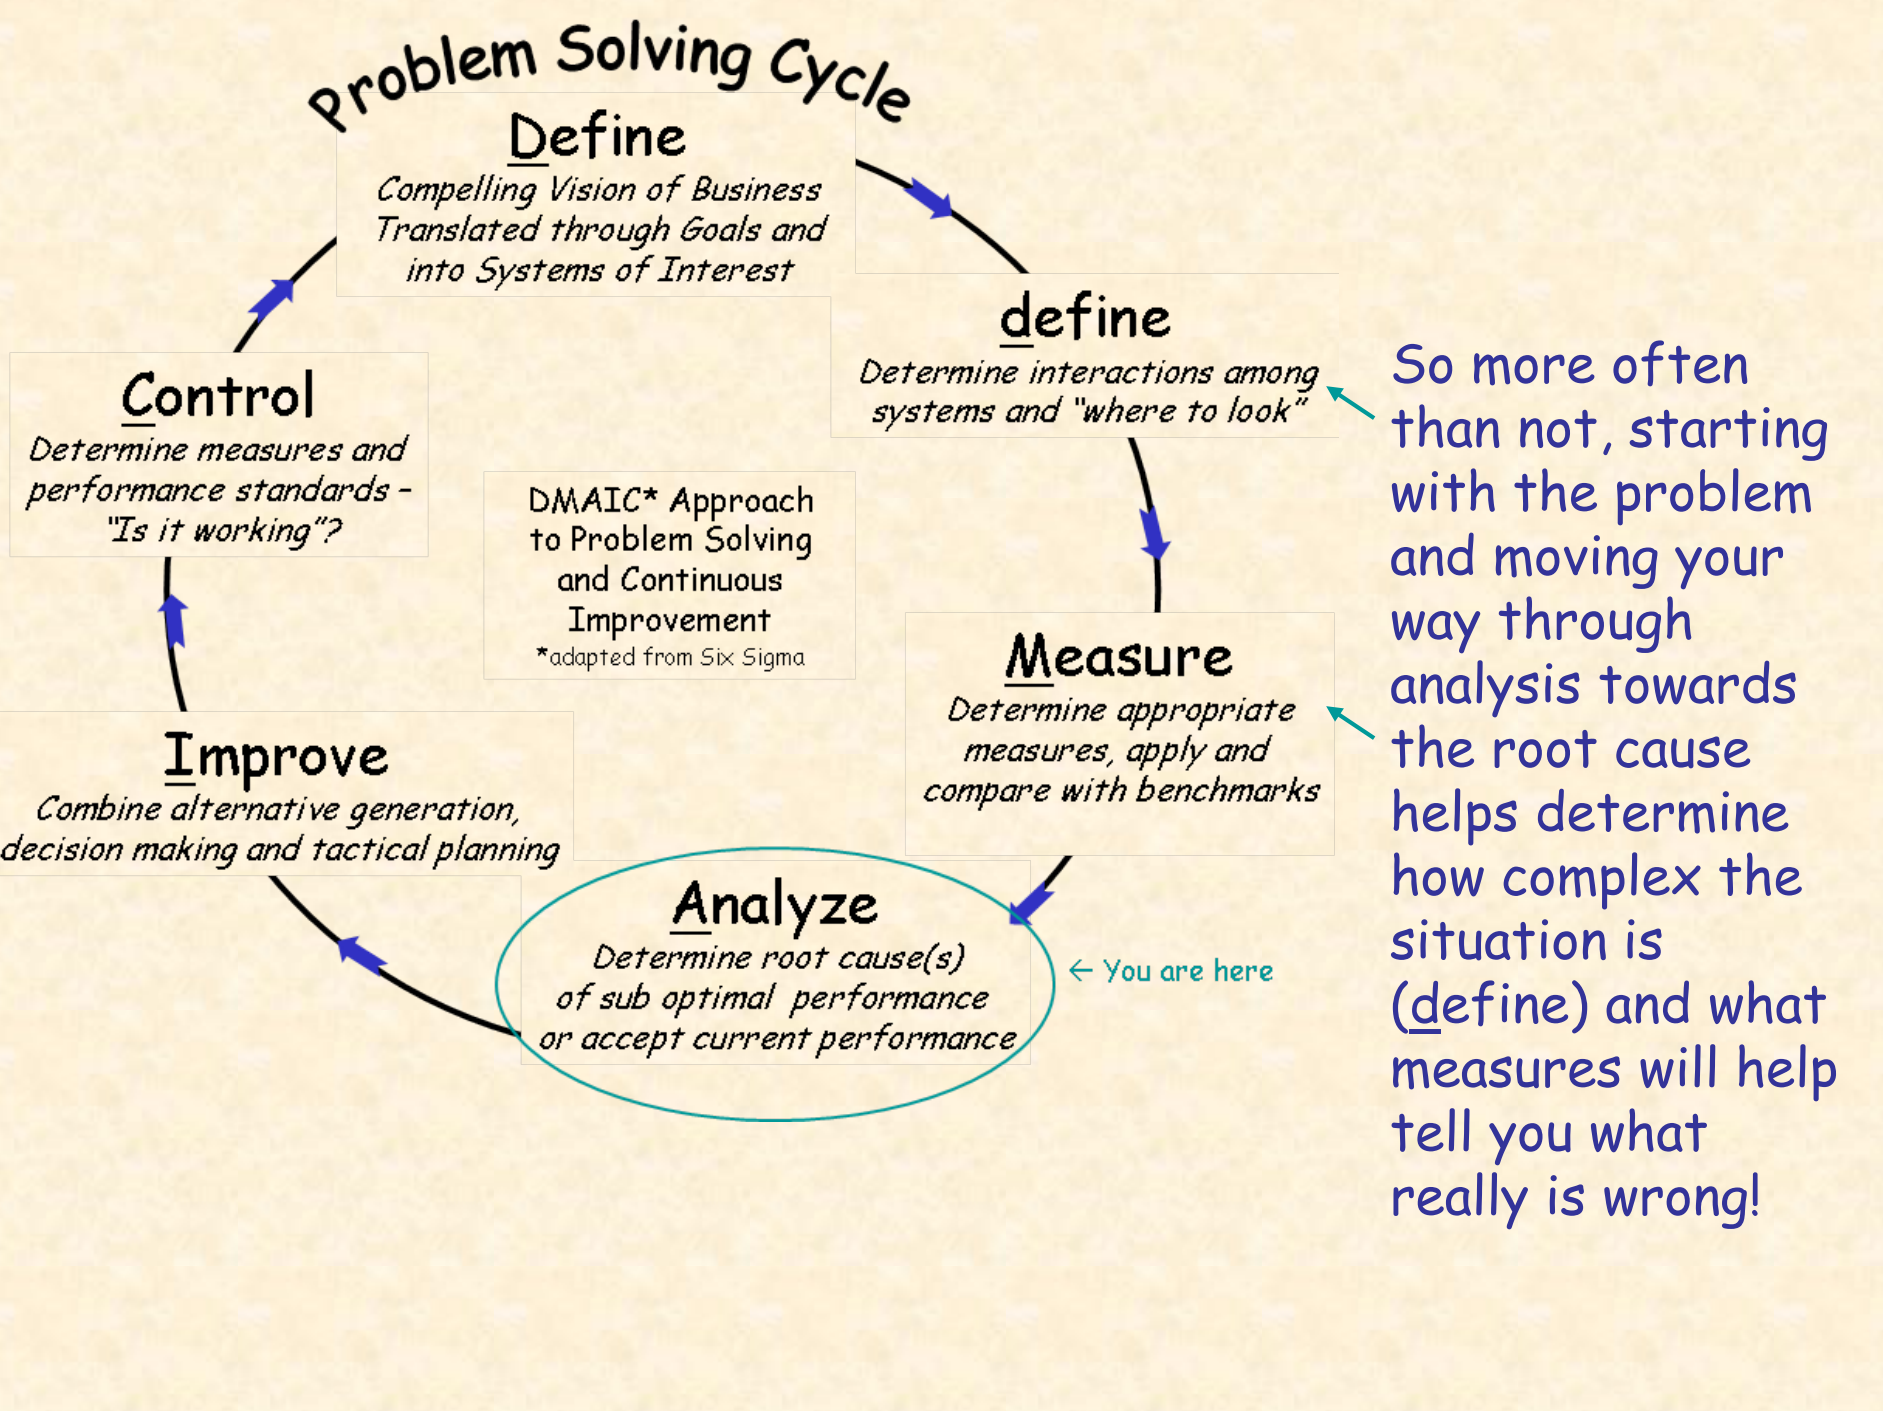 Problem Solving Cycle
Define
Compelling Vision of Business
Translated through Goals and
into Systems of Interest
define
Determine interactions among
systems and “where to look”
Measure
Determine appropriate
measures, apply and
compare with benchmarks
Analyze
Determine root cause(s)
of sub optimal performance
or accept current performance
← You are here
Improve
Combine alternative generation,
decision making and tactical planning
Control
Determine measures and
performance standards –
“Is it working”?
DMAIC* Approach
to Problem Solving
and Continuous
Improvement
*adapted from Six Sigma
So more often
than not, starting
with the problem
and moving your
way through
analysis towards
the root cause
helps determine
how complex the
situation is
(define) and what
measures will help
tell you what
really is wrong!